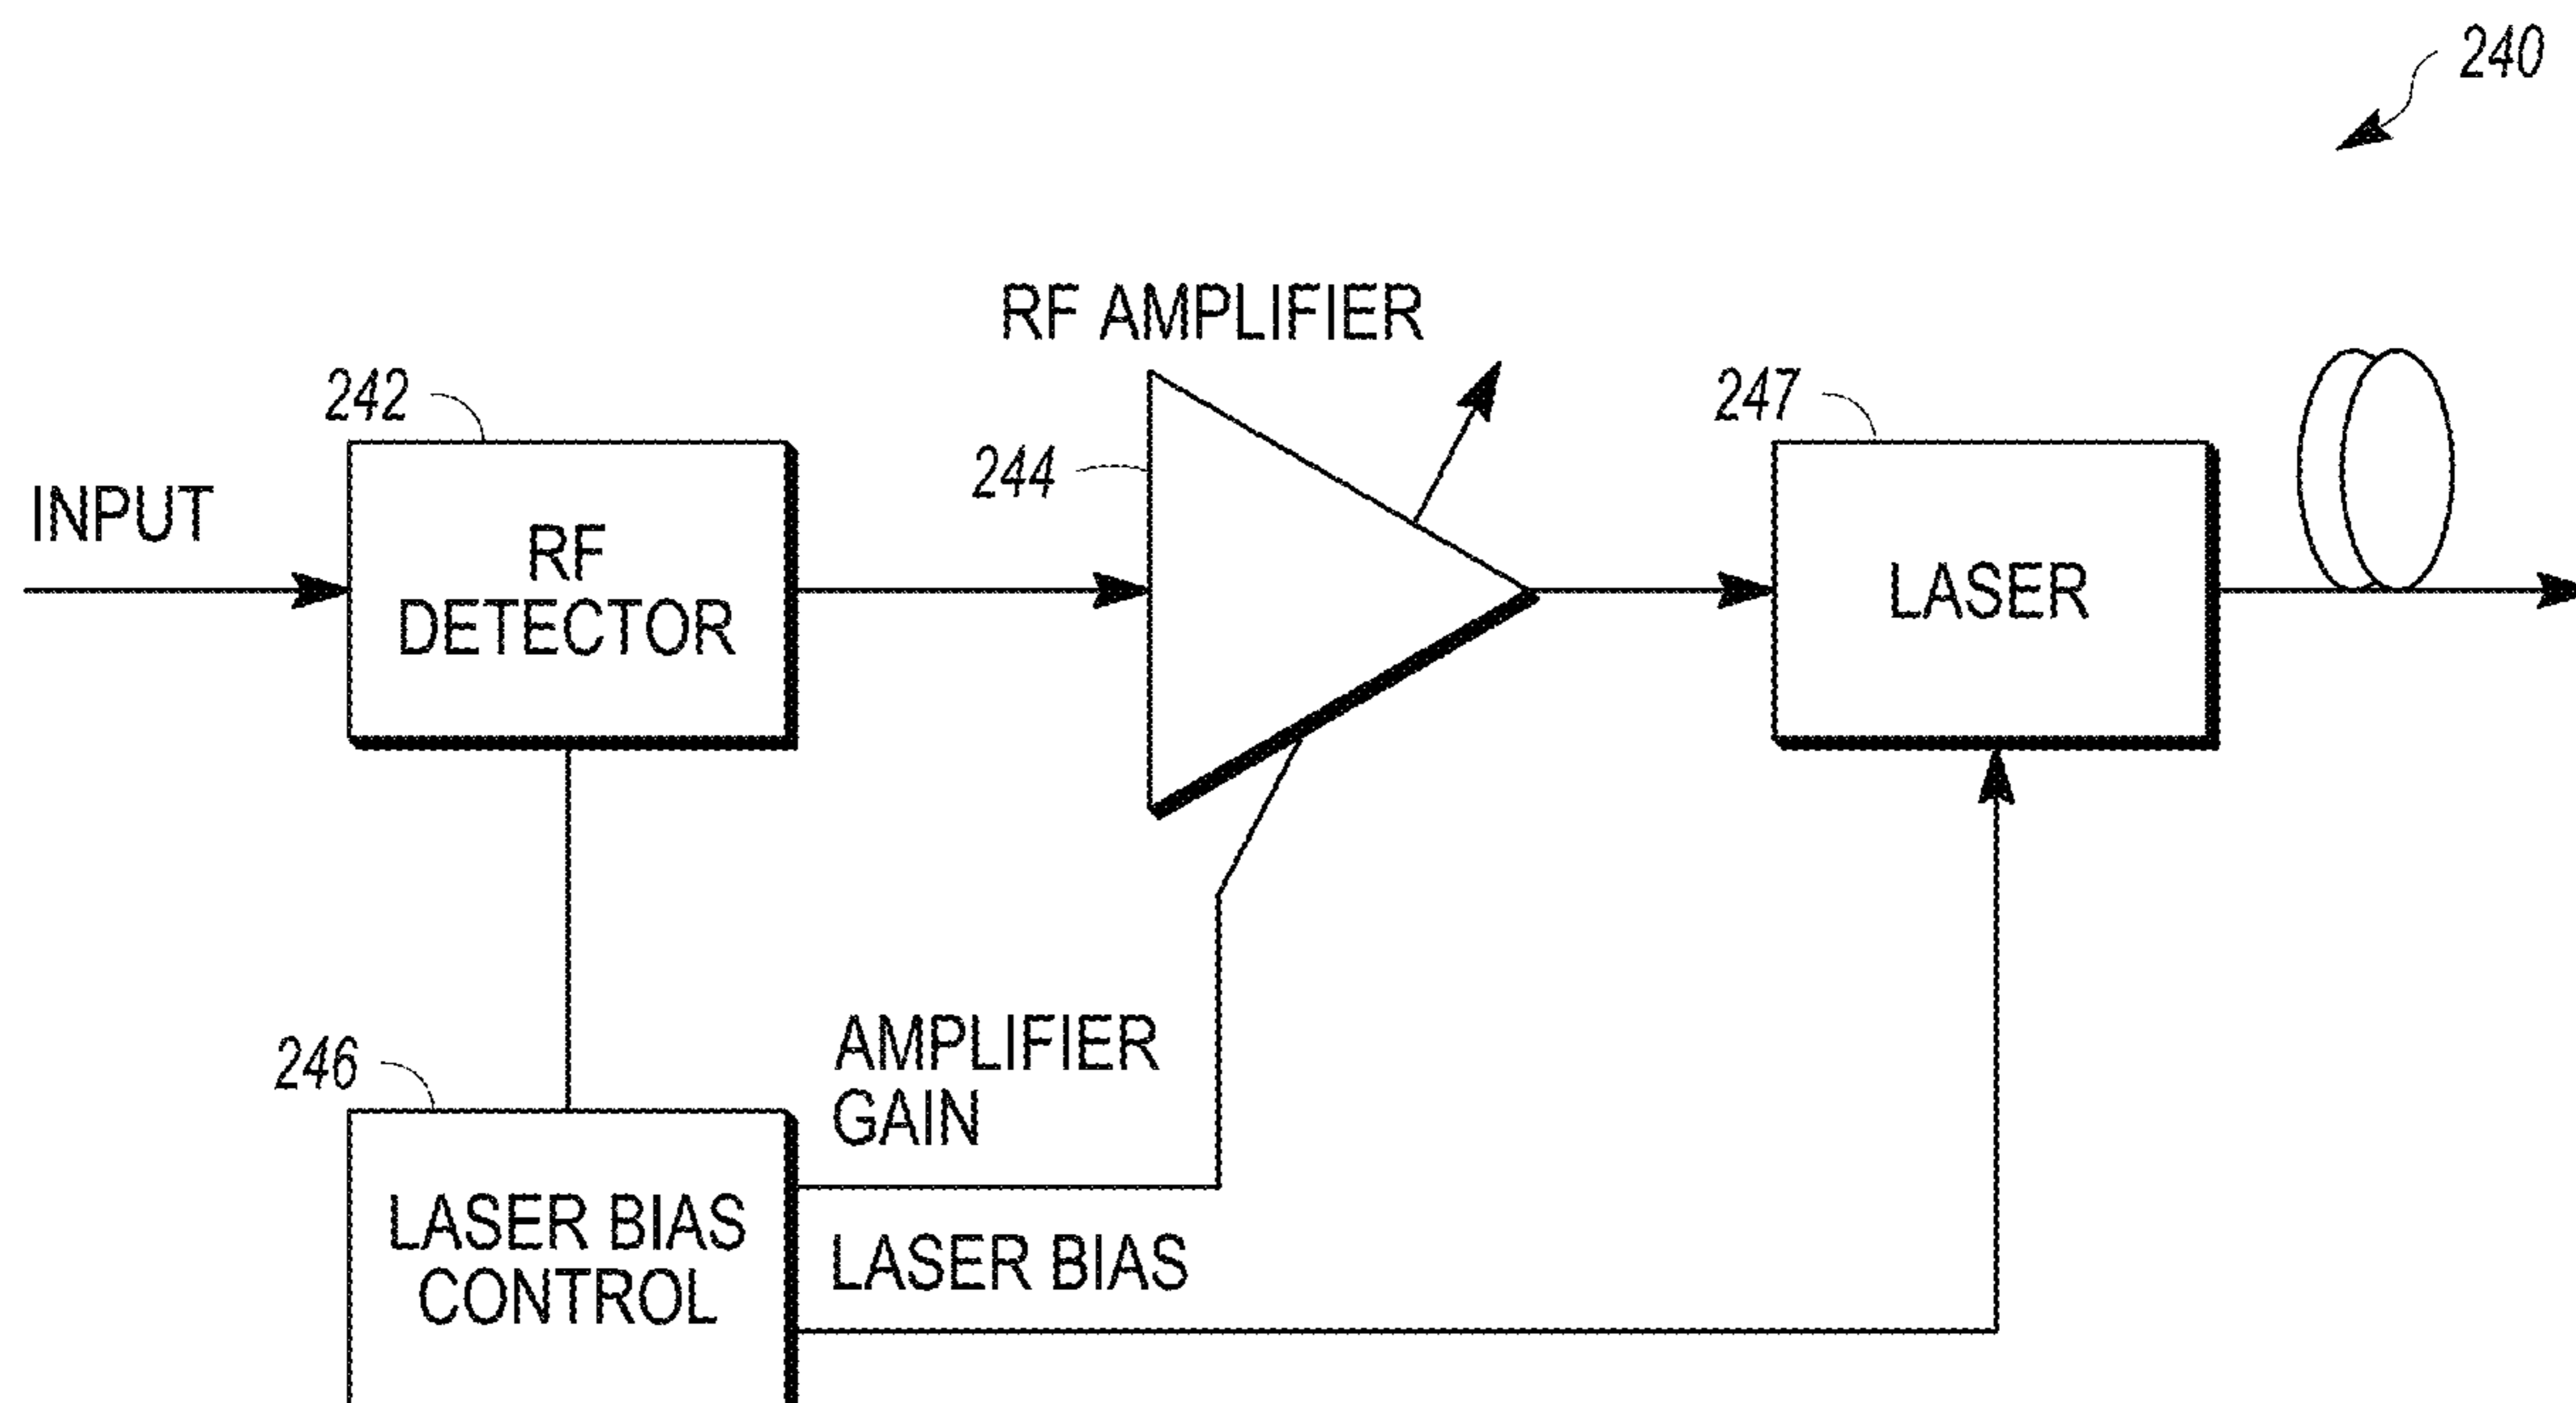 240
RF AMPLIFIER
242
247
244
INPUT
RF
DETECTOR
LASER
246
AMPLIFIER
GAIN
LASER BIAS
CONTROL
LASER BIAS